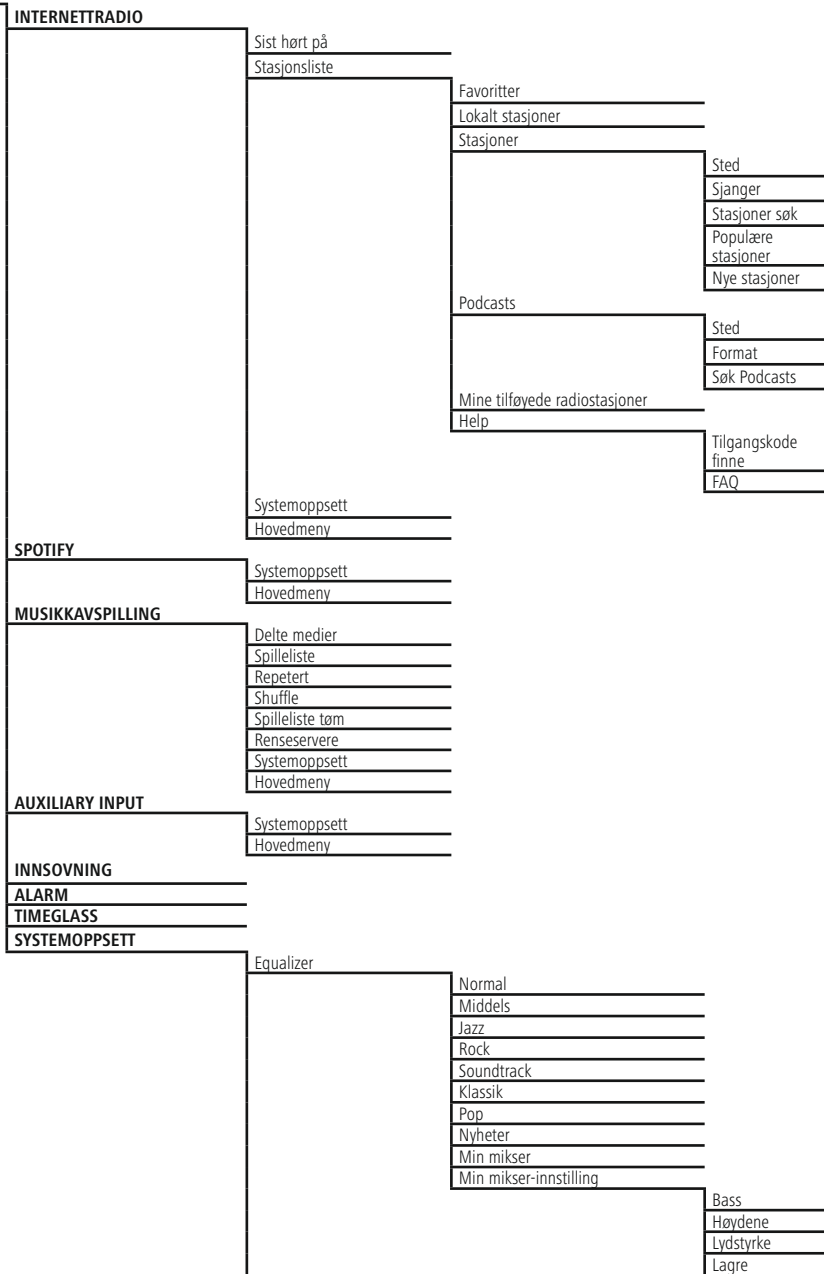 INTERNETTRADIO
Sist hørt på
Stasjonsliste
Favoritter
Lokalt stasjoner
Stasjoner
Sted
Sjanger
Stasjoner søk
Populære
stasjoner
Nye stasjoner
Podcasts
Sted
Format
Søk Podcasts
Mine tilføyede radiostasjoner
Help
Tilgangskode
finne
FAQ
Systemoppsett
Hovedmeny
SPOTIFY
Systemoppsett
Hovedmeny
MUSIKKAVSPILLING
Delte medier
Spilleliste
Repetert
Shuffle
Spilleliste tøm
Renseservere
Systemoppsett
Hovedmeny
AUXILIARY INPUT
Systemoppsett
Hovedmeny
INNSOVNING
ALARM
TIMEGLASS
SYSTEMOPPSETT
Equalizer
Normal
Middels
Jazz
Rock
Soundtrack
Klassik
Pop
Nyheter
Min mikser
Min mikser-innstilling
Bass
Høydene
Lydstyrke
Lagre